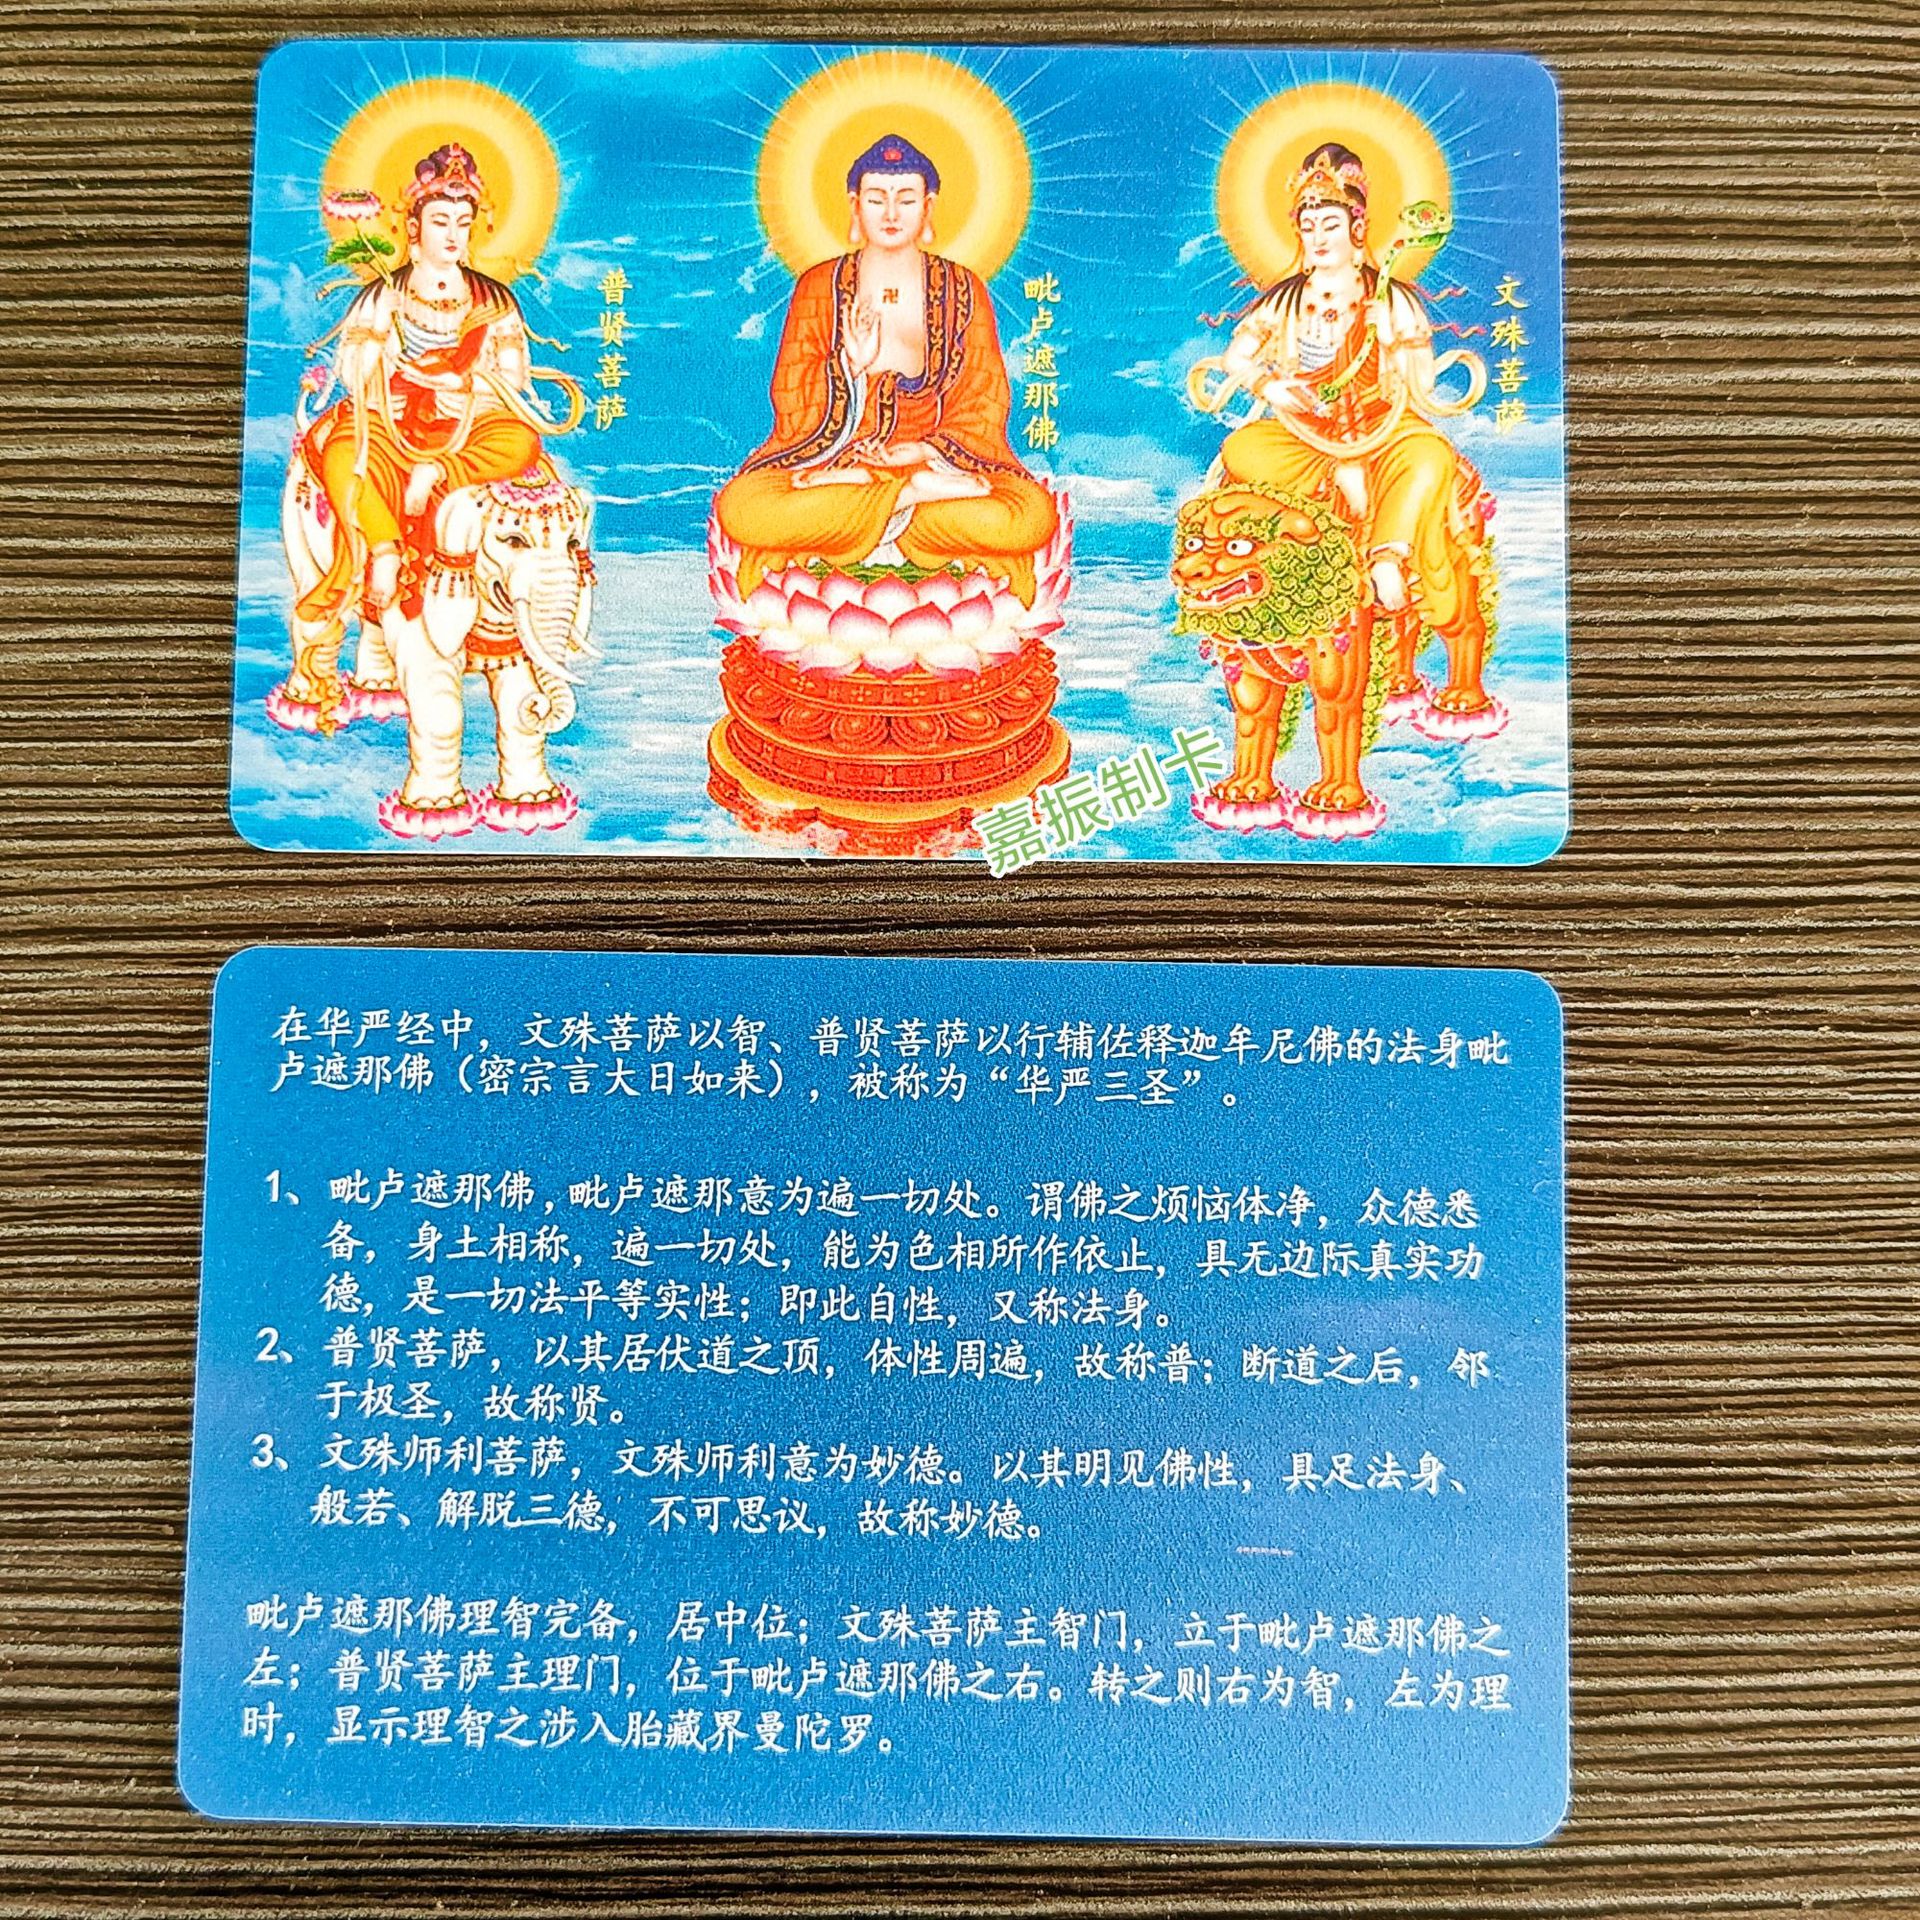 普贤菩萨
毗卢遮那佛
文殊菩萨
嘉振制卡
在华严经中，文殊菩萨以智、普贤菩萨以行辅佐释迦牟尼佛的法身毗
卢遮那佛（密宗言大日如来），被称为“华严三圣”。
1、毗卢遮那佛,毗卢遮那意为遍一切处。谓佛之烦恼体净，众德悉
备，身土相称，遍一切处，能为色相所作依止，具无边际真实功
德，是一切法平等实性；即此自性，又称法身。
2、普贤菩萨，以其居伏道之顶，体性周遍，故称普；断道之后，邻
于极圣，故称贤。
3、文殊师利菩萨，文殊师利意为妙德。以其明见佛性，具足法身、
般若、解脱三德，不可思议，故称妙德。
毗卢遮那佛理智完备，居中位；文殊菩萨主智门，立于毗卢遮那佛之
左；普贤菩萨主理门，位于毗卢遮那佛之右。转之则右为智，左为理
时，显示理智之涉入胎藏界曼陀罗。